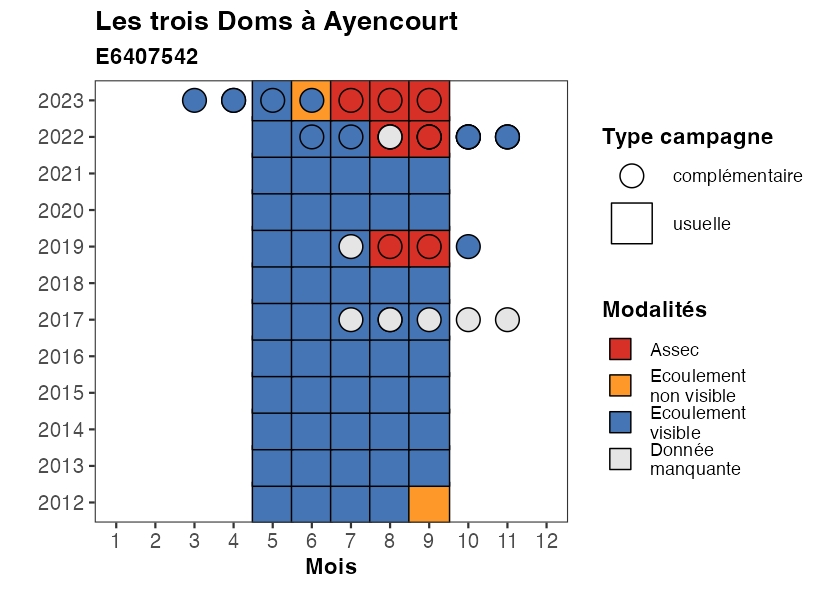 Les trois Doms à Ayencourt
E6407542
2023
2022
2021
2020
2019
2018
2017
2016
2015
2014
2013
2012
1 2 3 4 5 6 7 8 9 10 11 12
Mois
Type campagne
complémentaire
usuelle
Modalités
Assec
Ecoulement
non visible
Ecoulement
visible
Donnée
manquante